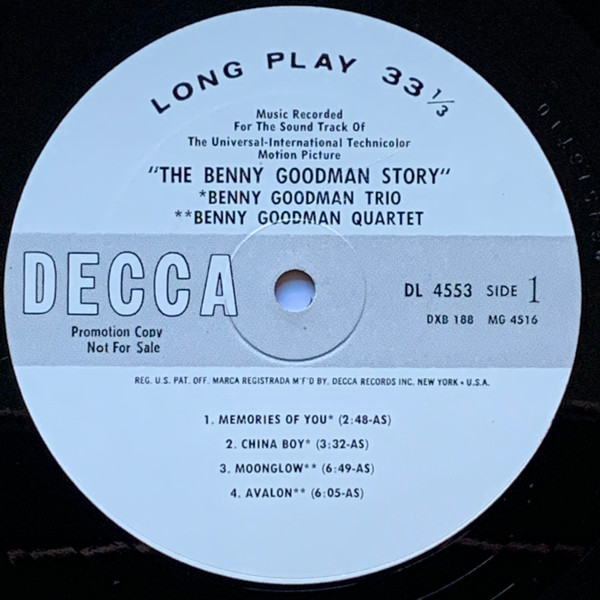 LONG PLAY 33 1/3
Music Recorded
For The Sound Track Of
The Universal-International Technicolor
Motion Picture
"THE BENNY GOODMAN STORY"
*BENNY GOODMAN TRIO
**BENNY GOODMAN QUARTET
DECCA
Promotion Copy
Not For Sale
DL 4553 SIDE 1
DXB 188 MG 4516
REG. U.S. PAT. OFF. MARCA REGISTRADA M'F'D BY. DECCA RECORDS INC. NEW YORK • U.S.A.
1. MEMORIES OF YOU* (2:48-AS)
2. CHINA BOY* (3:32-AS)
3. MOONGLOW** (6:49-AS)
4. AVALON** (6:05-AS)